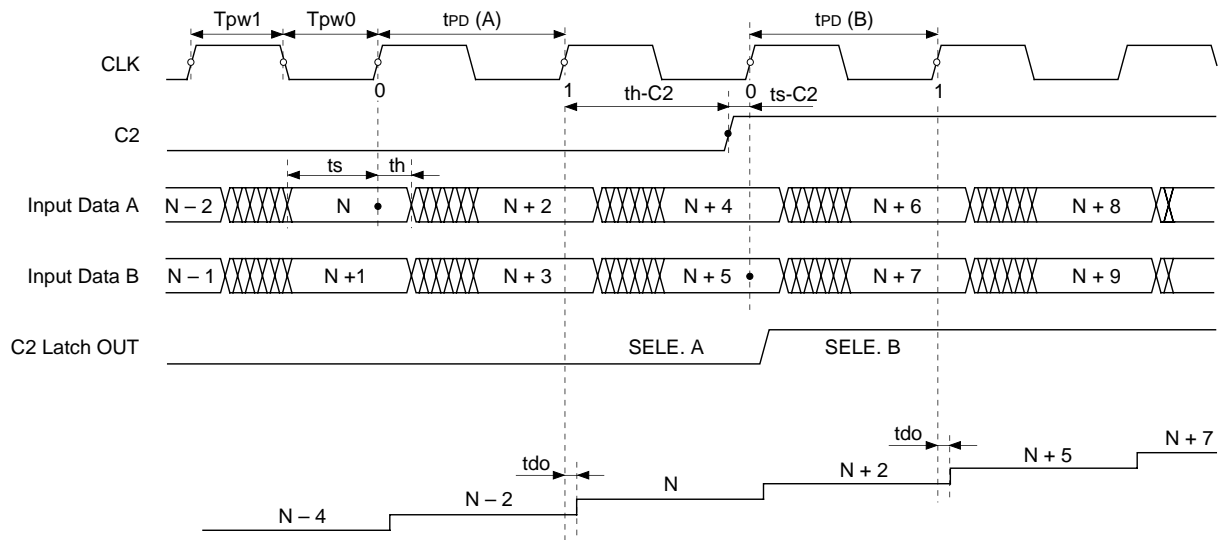 Tpw1 Tpw0 tPD (A) tPD (B)
CLK
0 1 0 1
th-C2 ts-C2
C2
ts th
Input Data A N – 2 N N + 2 N + 4 N + 6 N + 8
Input Data B N – 1 N +1 N + 3 N + 5 N + 7 N + 9
C2 Latch OUT SELE. A SELE. B
tdo tdo
N – 4 N – 2 N N + 2 N + 5 N + 7